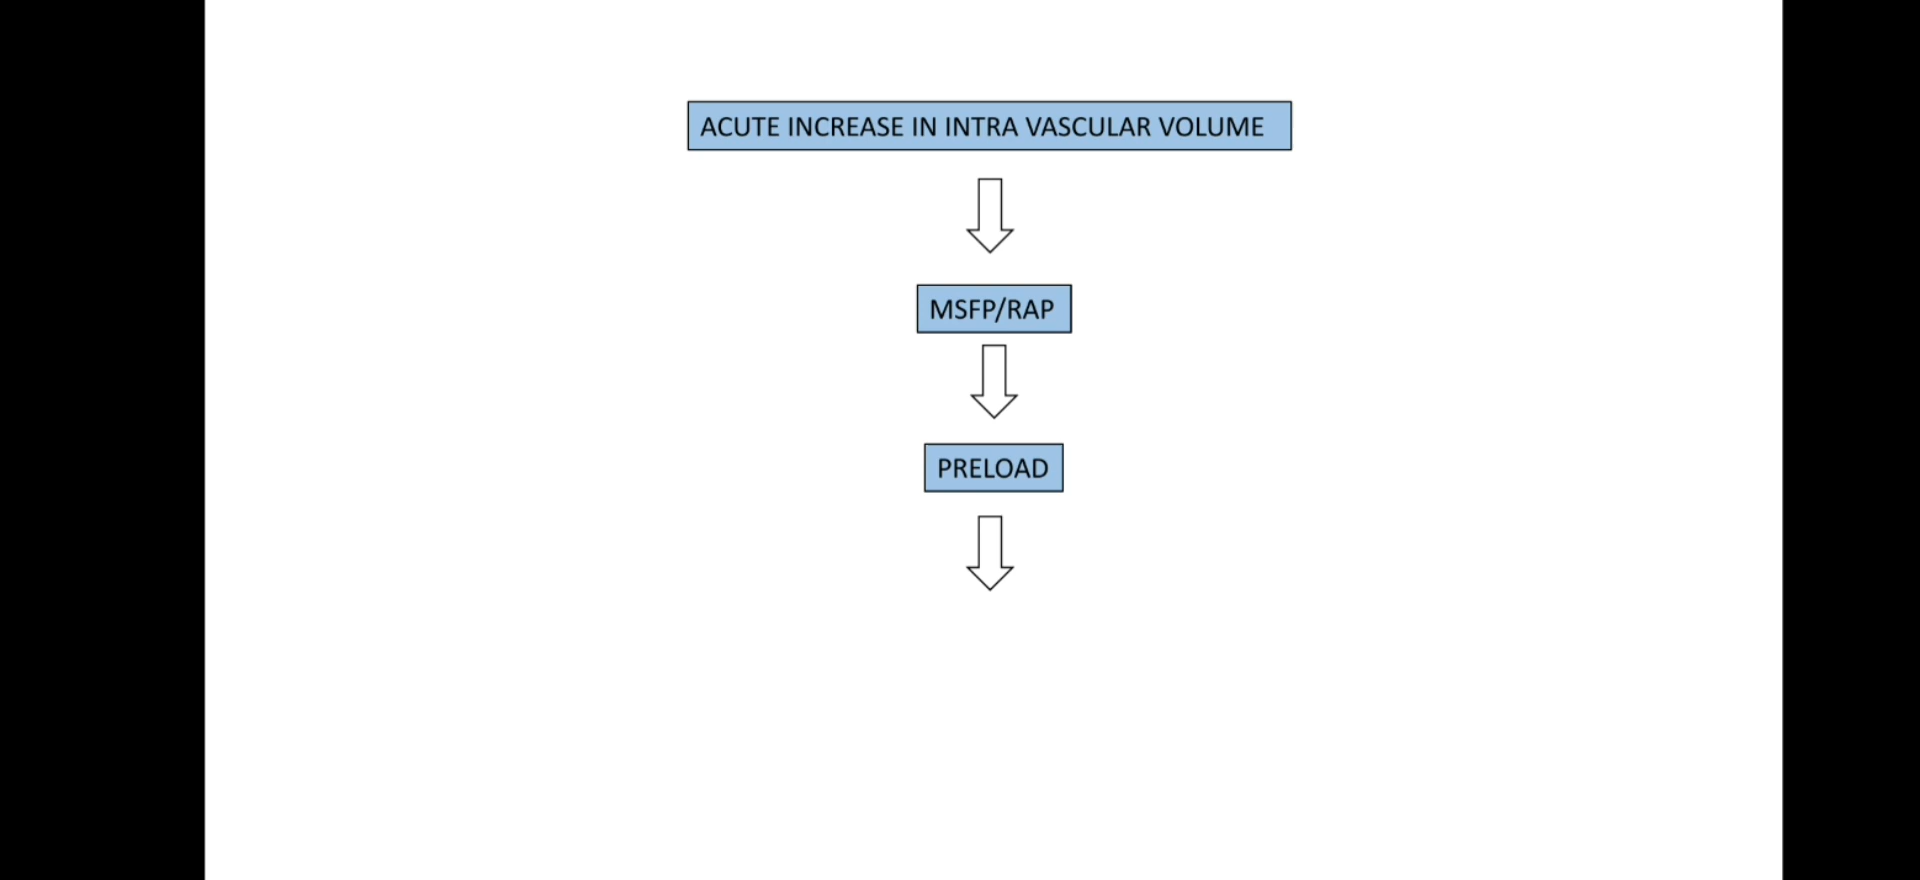 ACUTE INCREASE IN INTRA VASCULAR VOLUME
MSFP/RAP
PRELOAD